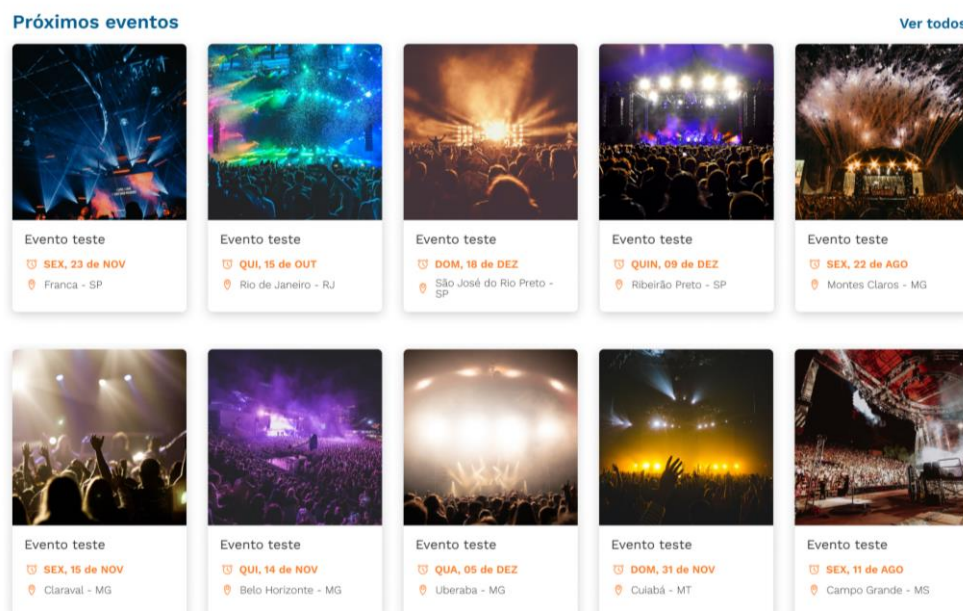 Próximos eventos
Ver todos
Evento teste
SEX, 23 de NOV
Franca - SP
Evento teste
QUI, 15 de OUT
Rio de Janeiro - RJ
Evento teste
DOM, 18 de DEZ
São José do Rio Preto -
SP
Evento teste
QUIN, 09 de DEZ
Ribeirão Preto - SP
Evento teste
SEX, 22 de AGO
Montes Claros - MG
Evento teste
SEX, 15 de NOV
Claraval - MG
Evento teste
QUI, 14 de NOV
Belo Horizonte - MG
Evento teste
QUA, 05 de DEZ
Uberaba - MG
Evento teste
DOM, 31 de NOV
Cuiabá - MT
Evento teste
SEX, 11 de AGO
Campo Grande - MS